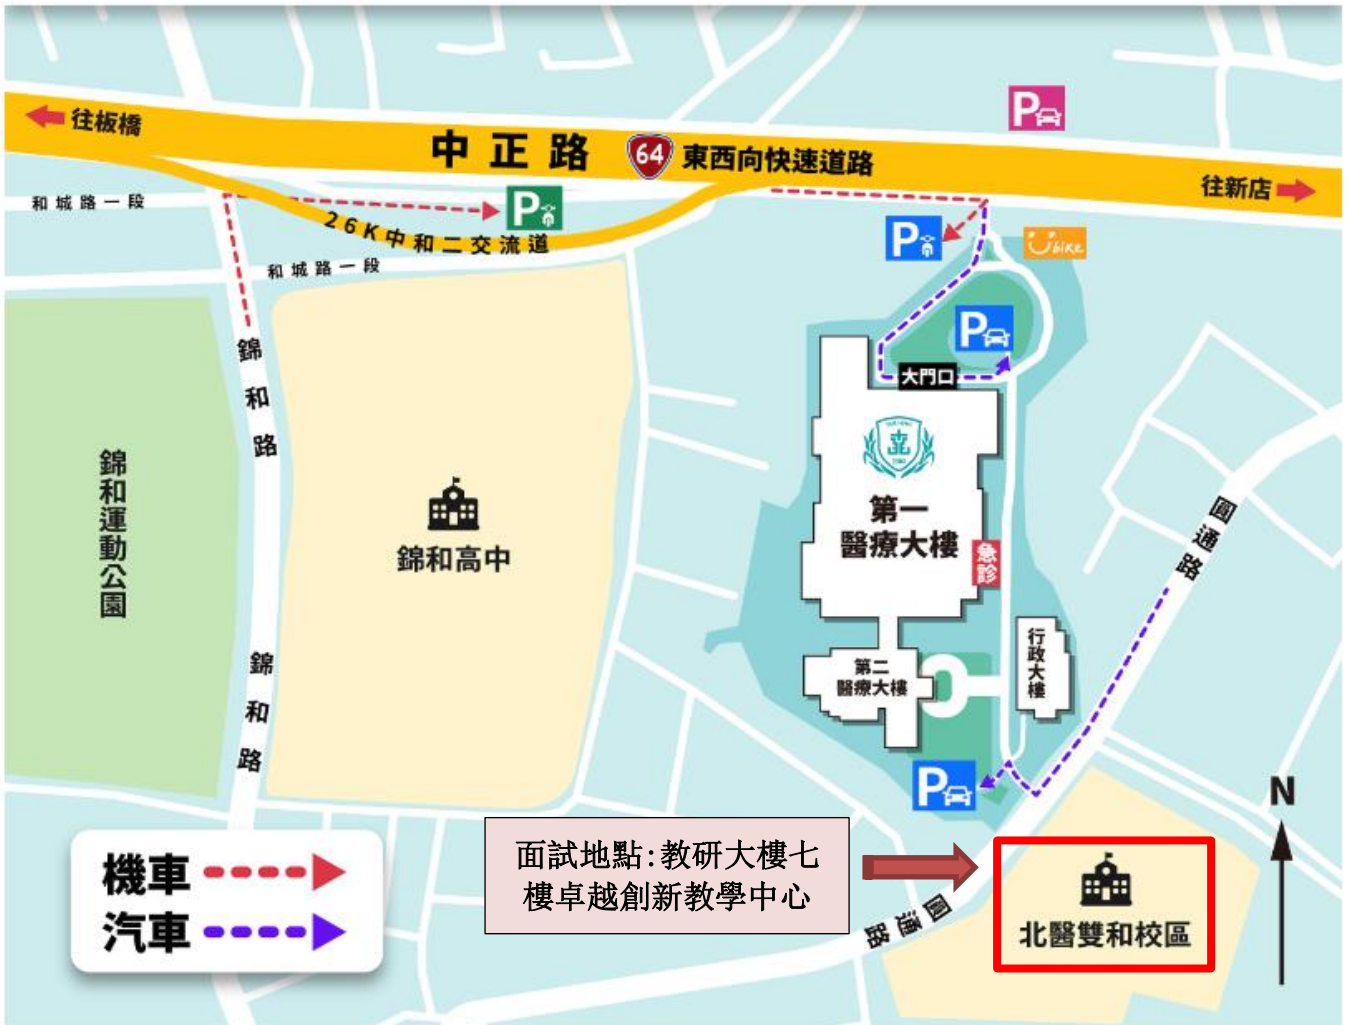 P
往板橋
中正路 64 東西向快速道路
往新店
和城路一段
P
26K中和二交流道
P
Ubike
和城路一段
P
錦和路
大門口
錦和運動公園
錦和高中
第一
醫療大樓
急診
圓通路
行政大樓
第二
醫療大樓
錦和路
P
N
機車
汽車
面試地點:教研大樓七
樓卓越創新教學中心
圓通路
北醫雙和校區